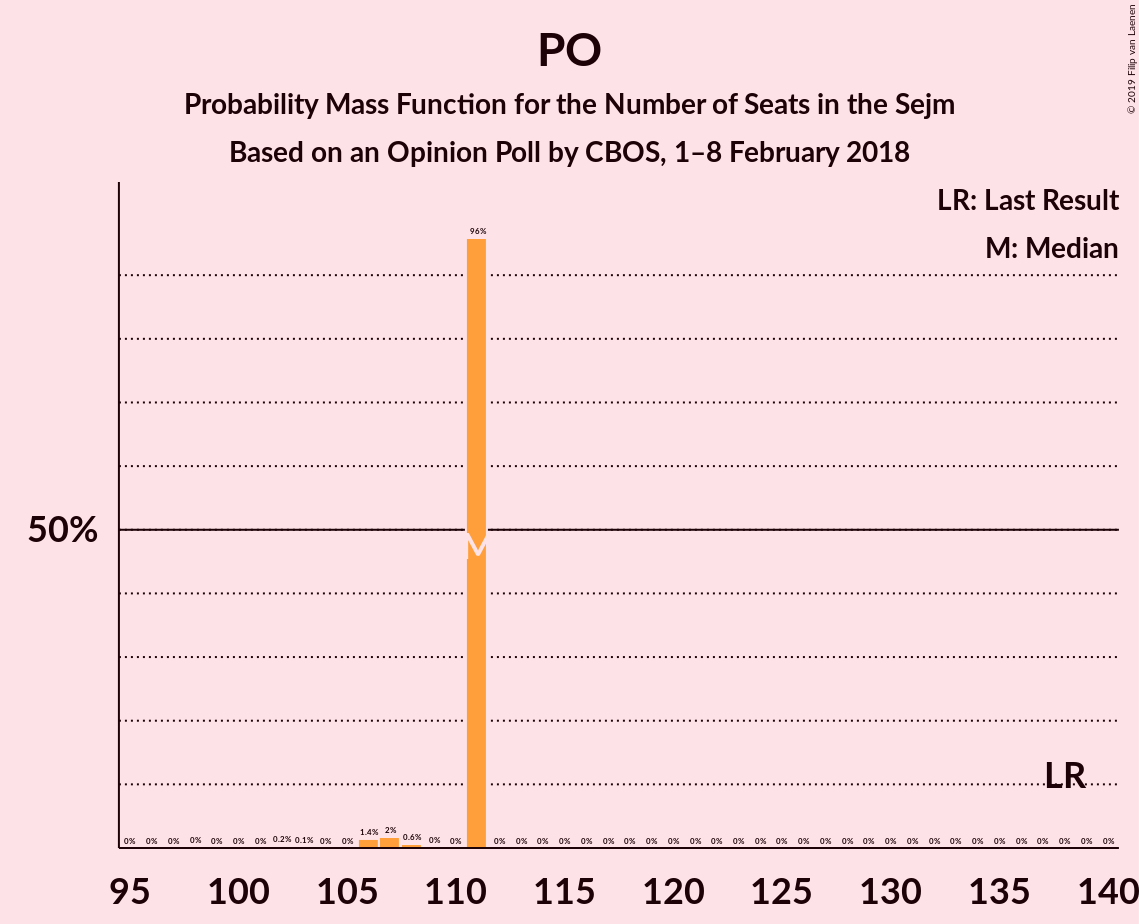 PO
Probability Mass Function for the Number of Seats in the Sejm
Based on an Opinion Poll by CBOS, 1–8 February 2018
© 2019 Filip van Laenen
LR: Last Result
M: Median
96%
50%
M
LR
0% 0% 0% 0% 0% 0% 0% 0.2% 0.1% 0% 0% 1.4% 2% 0.6% 0% 0% 0% 0% 0% 0% 0% 0% 0% 0% 0% 0% 0% 0% 0% 0% 0% 0% 0% 0% 0% 0% 0% 0% 0% 0% 0% 0% 0% 0% 0%
95 100 105 110 115 120 125 130 135 140